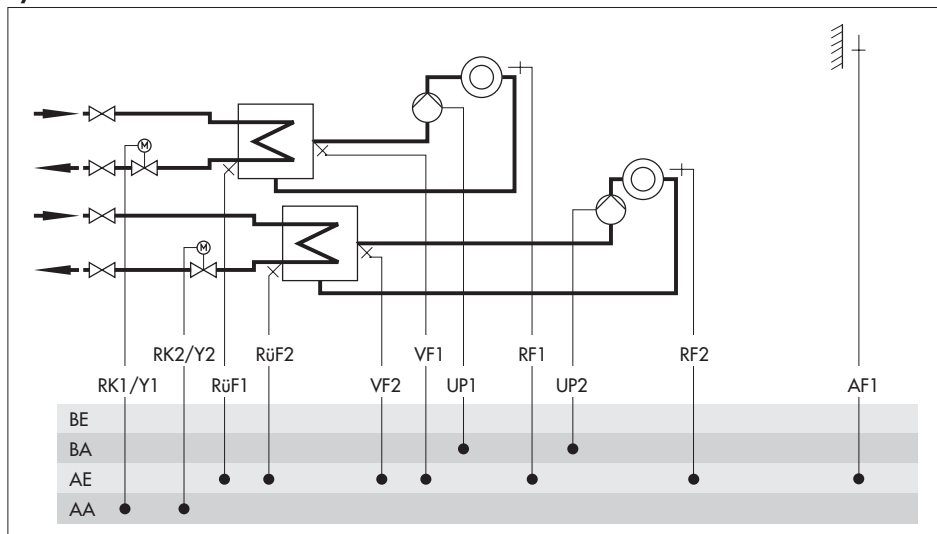 M
M
RK2/Y2 RüF2 VF1 RF1 RF2
RK1/Y1 RüF1 VF2 UP1 UP2 AF1
BE
BA
AE
AA